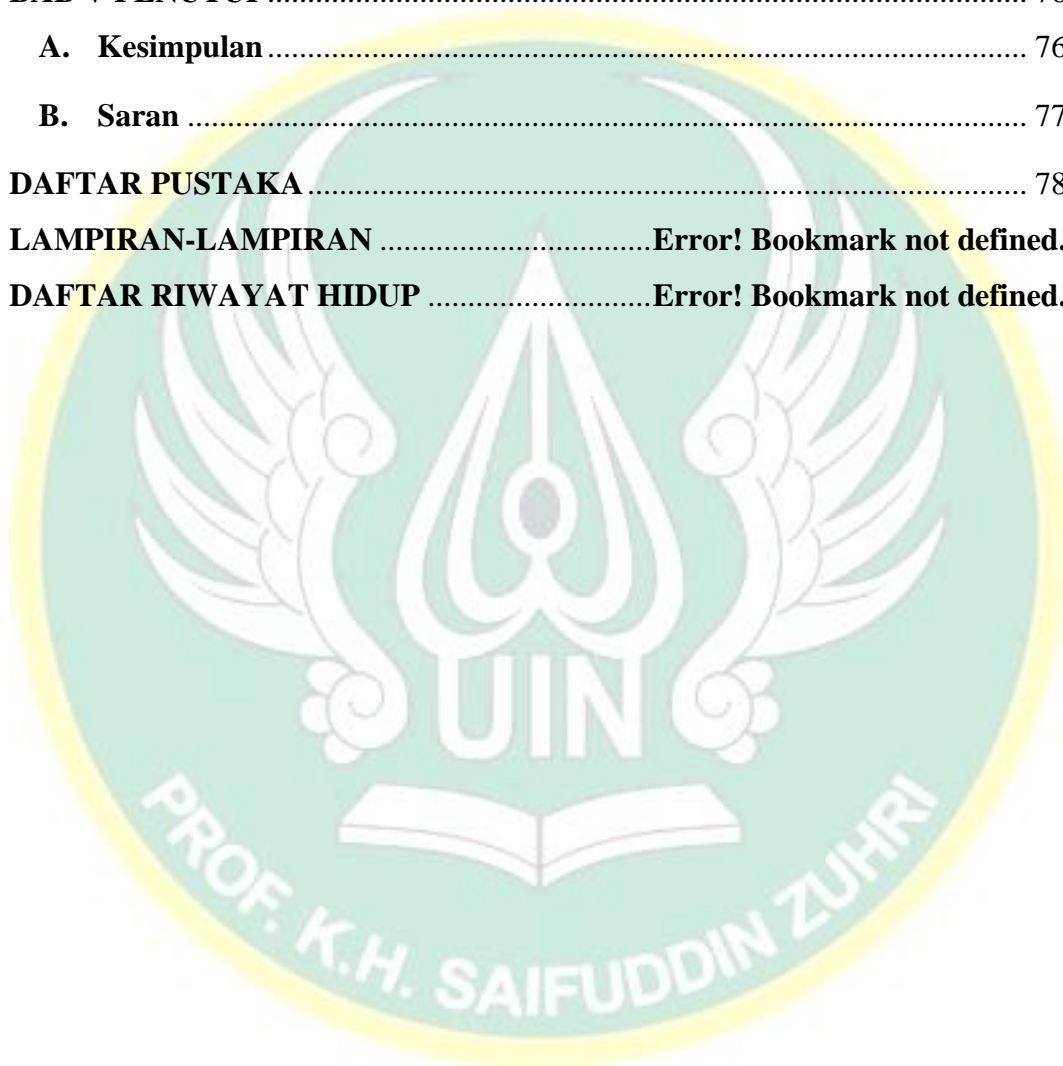 A. Kesimpulan ........................................................................ 76
B. Saran ........................................................................ 77
DAFTAR PUSTAKA ........................................................................ 78
LAMPIRAN-LAMPIRAN ................................ Error! Bookmark not defined.
DAFTAR RIWAYAT HIDUP ................................ Error! Bookmark not defined.
UIN
PROF. K.H. SAIFUDDIN ZUHRI